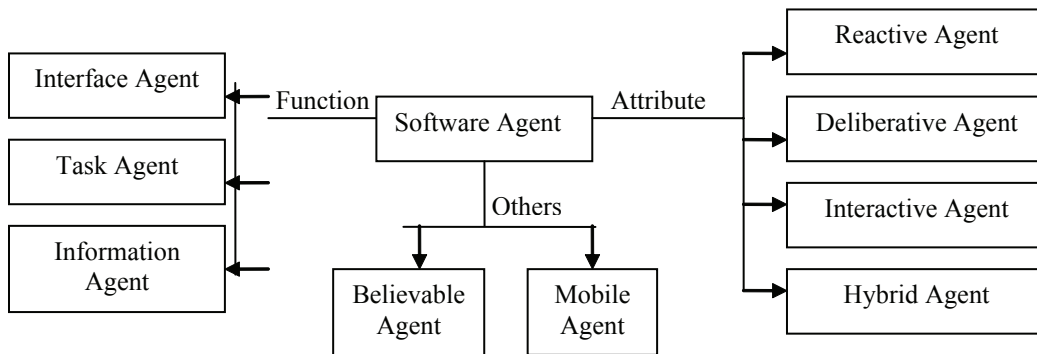 Interface Agent
Task Agent
Information
Agent
Function
Software Agent
Attribute
Others
Believable
Agent
Mobile
Agent
Reactive Agent
Deliberative Agent
Interactive Agent
Hybrid Agent